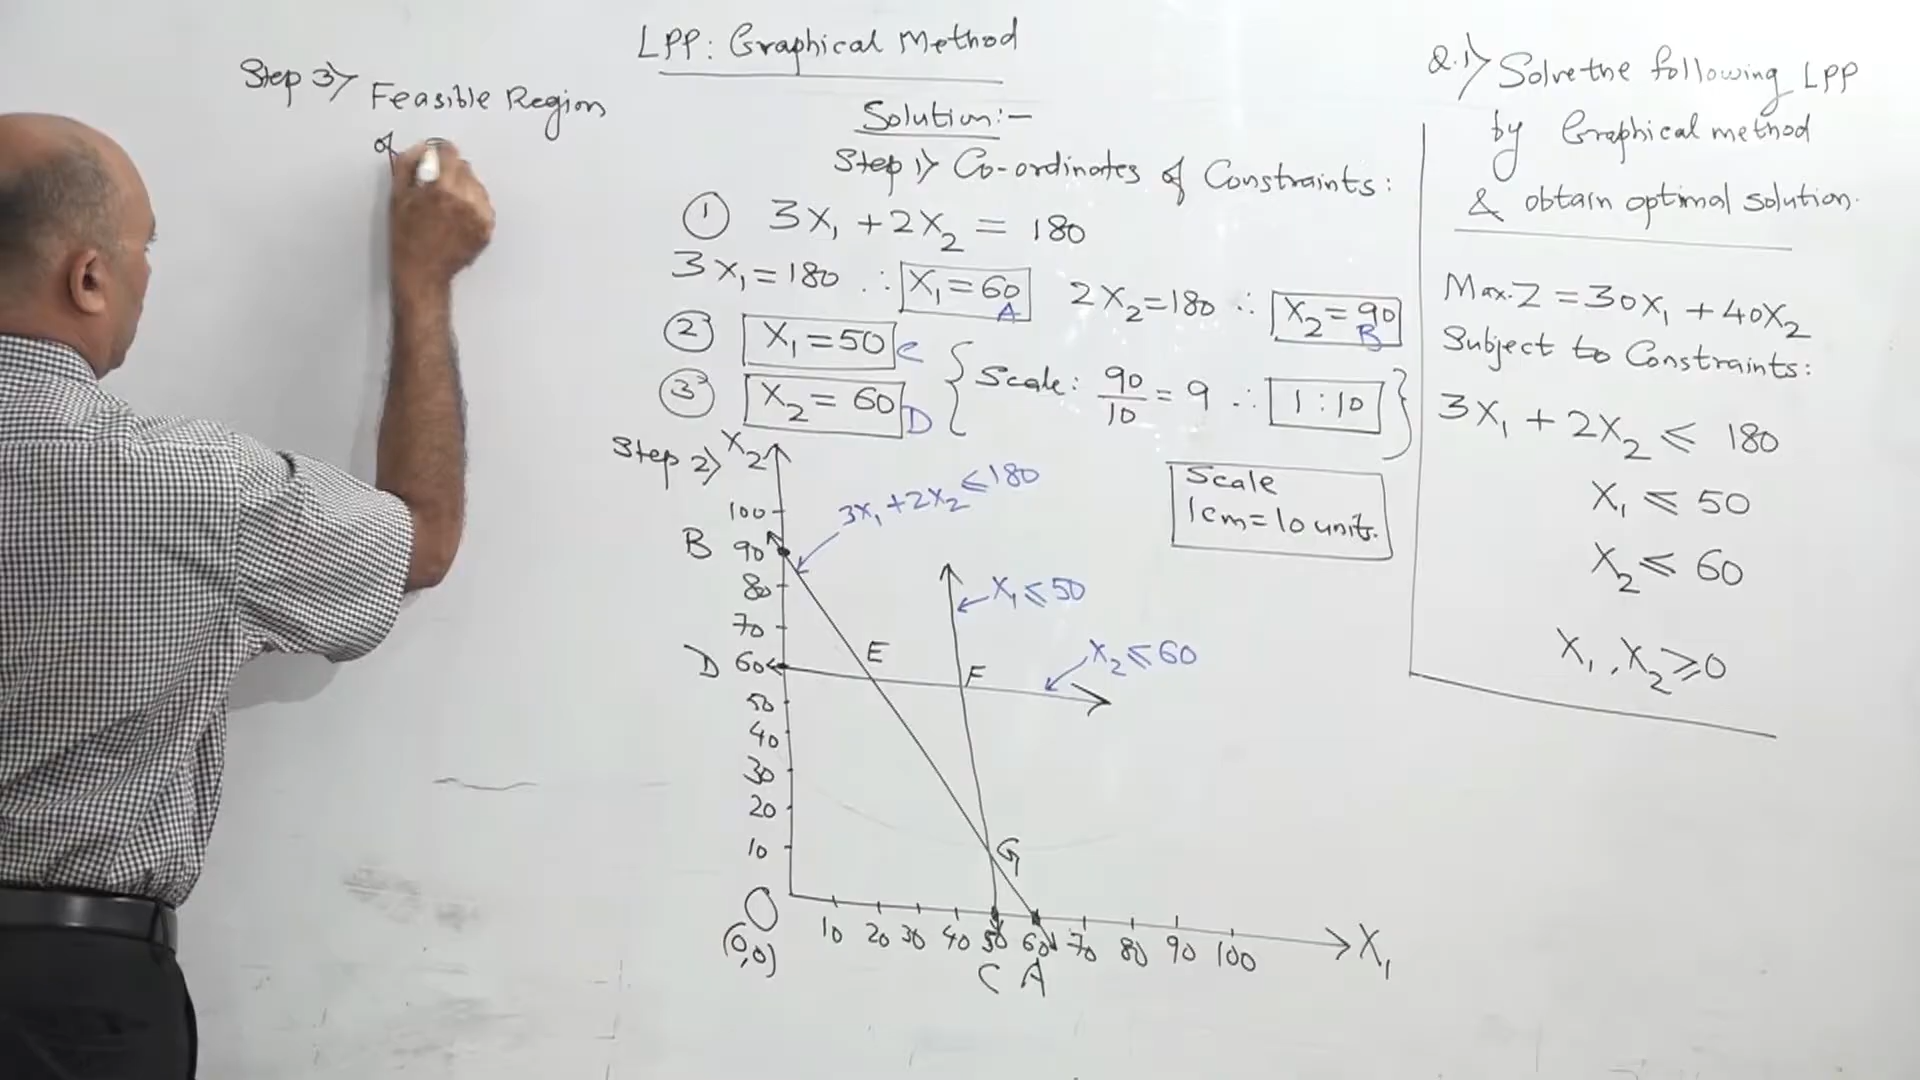 LPP: Graphical Method
Step 3) Feasible Region
of
Solution:-
Step 1) Co-ordinates of Constraints:
① 3X₁ + 2X₂ = 180
3X₁ = 180 ∴ X₁ = 60 A 2X₂ = 180 ∴ X₂ = 90 B
② X₁ = 50 C
③ X₂ = 60 D
{ Scale: 90/10 = 9 ∴ 1 : 10 }
Step 2)
X₂
Scale
1cm = 10 units.
3X₁ + 2X₂ ≤ 180
X₁ ≤ 50
X₂ ≤ 60
100
B 90
80
70
D 60
50
40
30
20
10
E
F
G
O
(0,0)
10 20 30 40 50 60 70 80 90 100 X₁
C A
Q.1) Solve the following LPP
by Graphical method
& obtain optimal solution.
Max. Z = 30X₁ + 40X₂
Subject to Constraints:
3X₁ + 2X₂ ≤ 180
X₁ ≤ 50
X₂ ≤ 60
X₁, X₂ ≥ 0